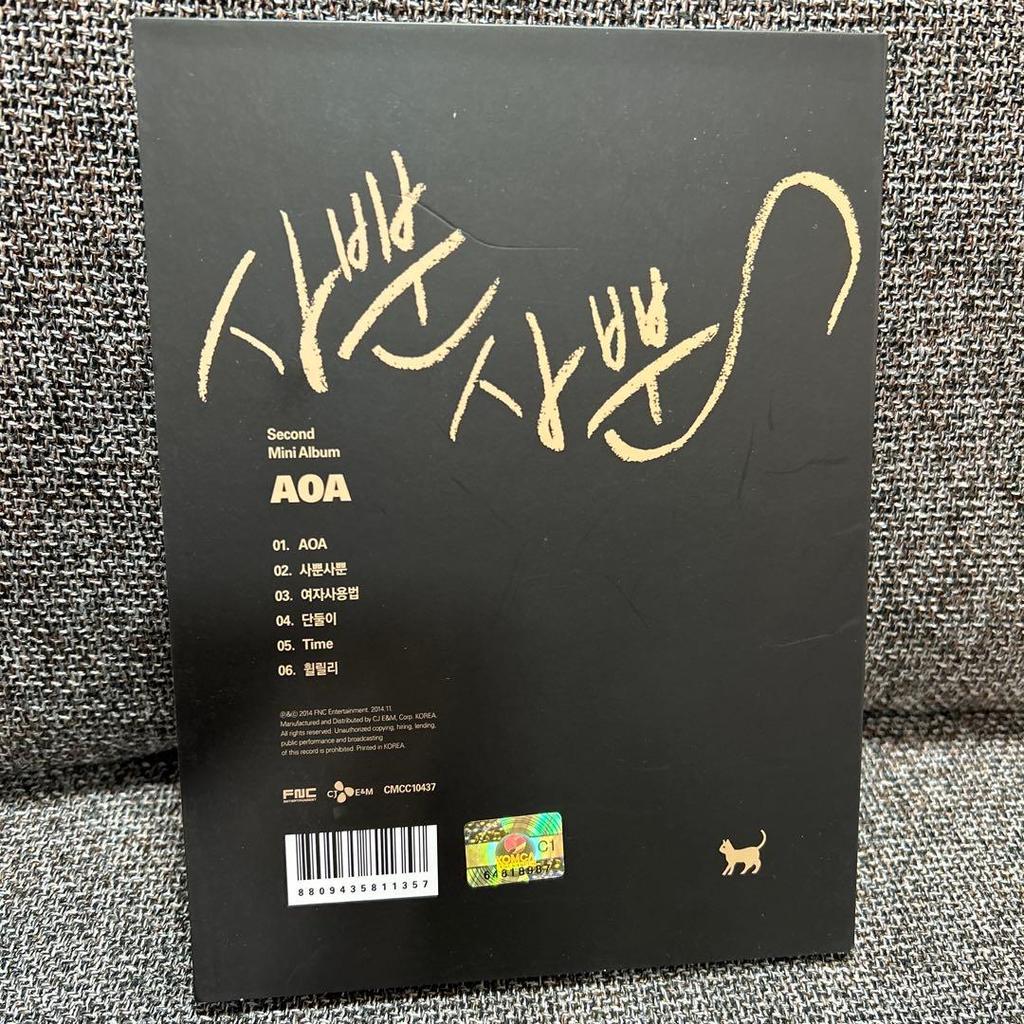 사뿐
사뿐
Second
Mini Album
AOA
01. AOA
02. 사뿐사뿐
03. 여자사용법
04. 단둘이
05. Time
06. 휠릴리
℗&© 2014 FNC Entertainment. 2014.11.
Manufactured and Distributed by CJ E&M, Corp. KOREA.
All rights reserved. Unauthorized copying, hiring, lending,
public performance and broadcasting
of this record is prohibited. Printed in KOREA.
FNC
ENTERTAINMENT
CJ E&M
CMCC10437
8809435811357
C1
KOMCA